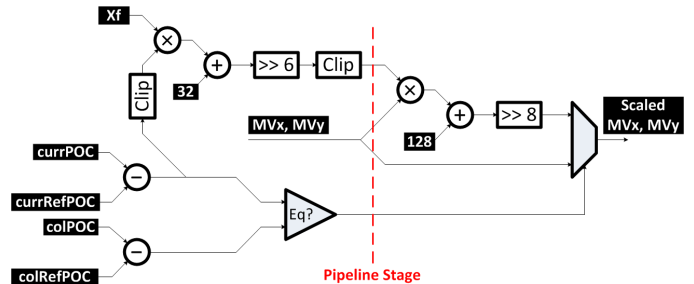 Xf
×
+
>> 6
Clip
32
Clip
×
+
>> 8
Scaled
MVx, MVy
MVx, MVy
128
currPOC
−
currRefPOC
colPOC
Eq?
−
colRefPOC
Pipeline Stage